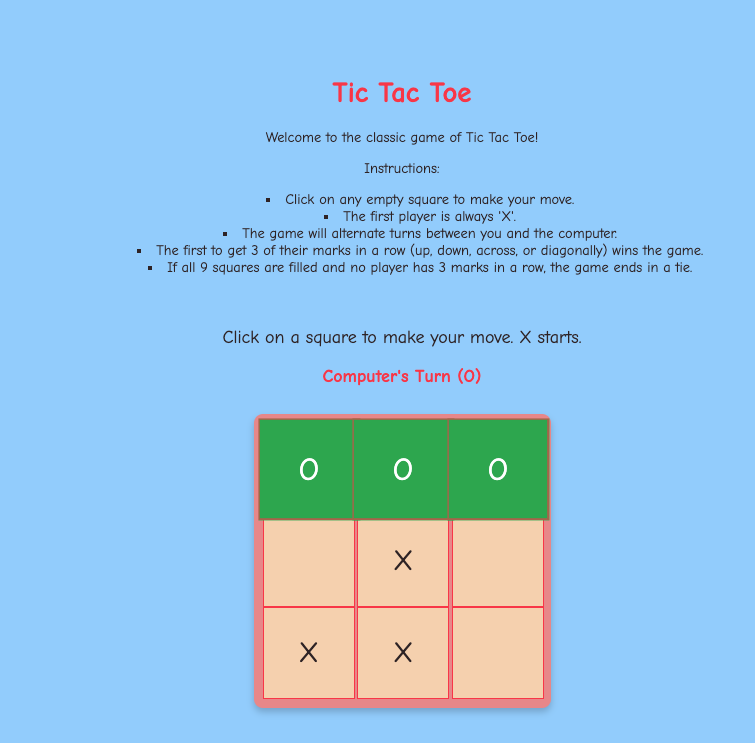 Tic Tac Toe
Welcome to the classic game of Tic Tac Toe!
Instructions:
▪ Click on any empty square to make your move.
▪ The first player is always 'X'.
▪ The game will alternate turns between you and the computer.
▪ The first to get 3 of their marks in a row (up, down, across, or diagonally) wins the game.
▪ If all 9 squares are filled and no player has 3 marks in a row, the game ends in a tie.
Click on a square to make your move. X starts.
Computer's Turn (O)
O O O
X
X X